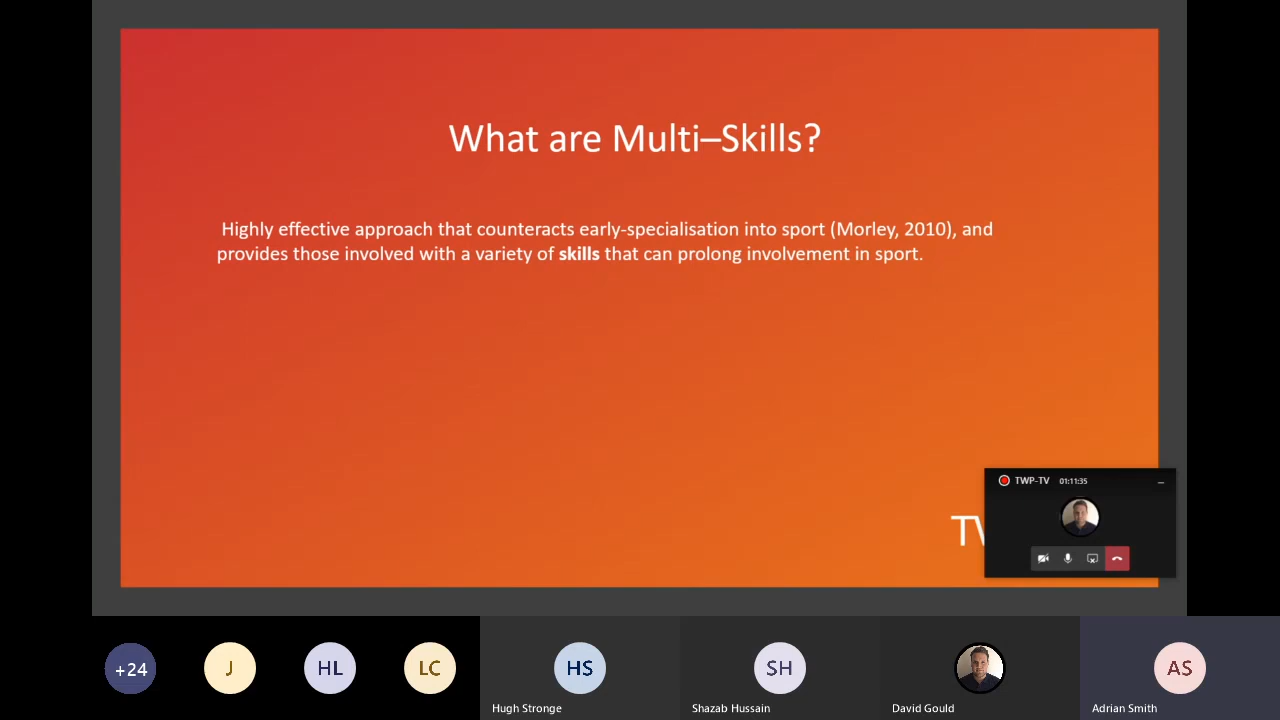 What are Multi–Skills?
Highly effective approach that counteracts early-specialisation into sport (Morley, 2010), and
provides those involved with a variety of skills that can prolong involvement in sport.
TWP-TV 01:11:35
+24
J
HL
LC
HS
SH
AS
Hugh Stronge
Shazab Hussain
David Gould
Adrian Smith